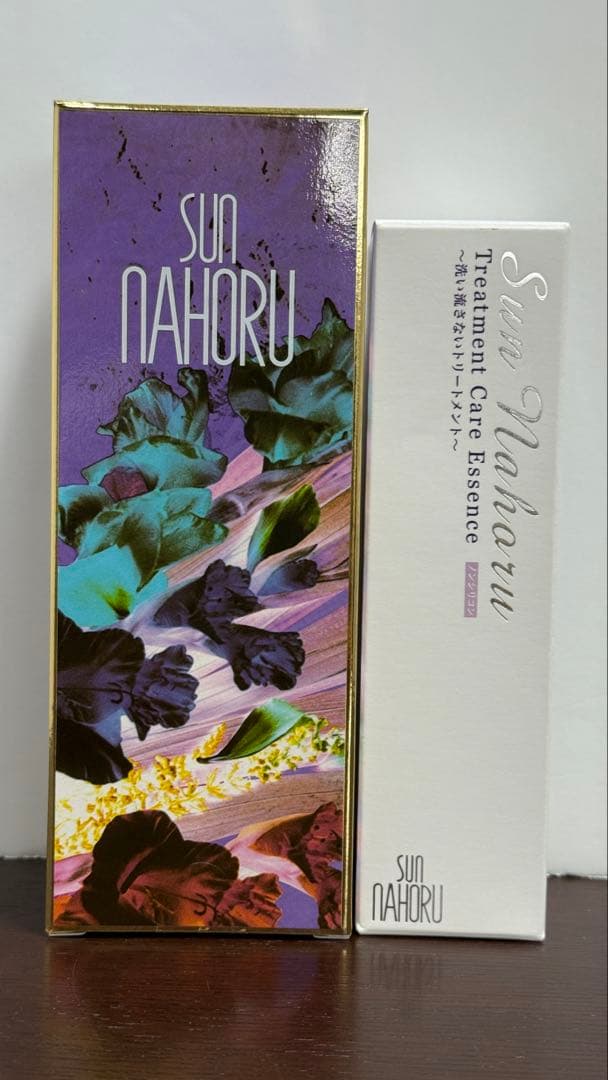 sun
NAHORU
Sun Nahoru
Treatment Care Essence
～洗い流さないトリートメント～
ノンシリコン
sun
NAHORU